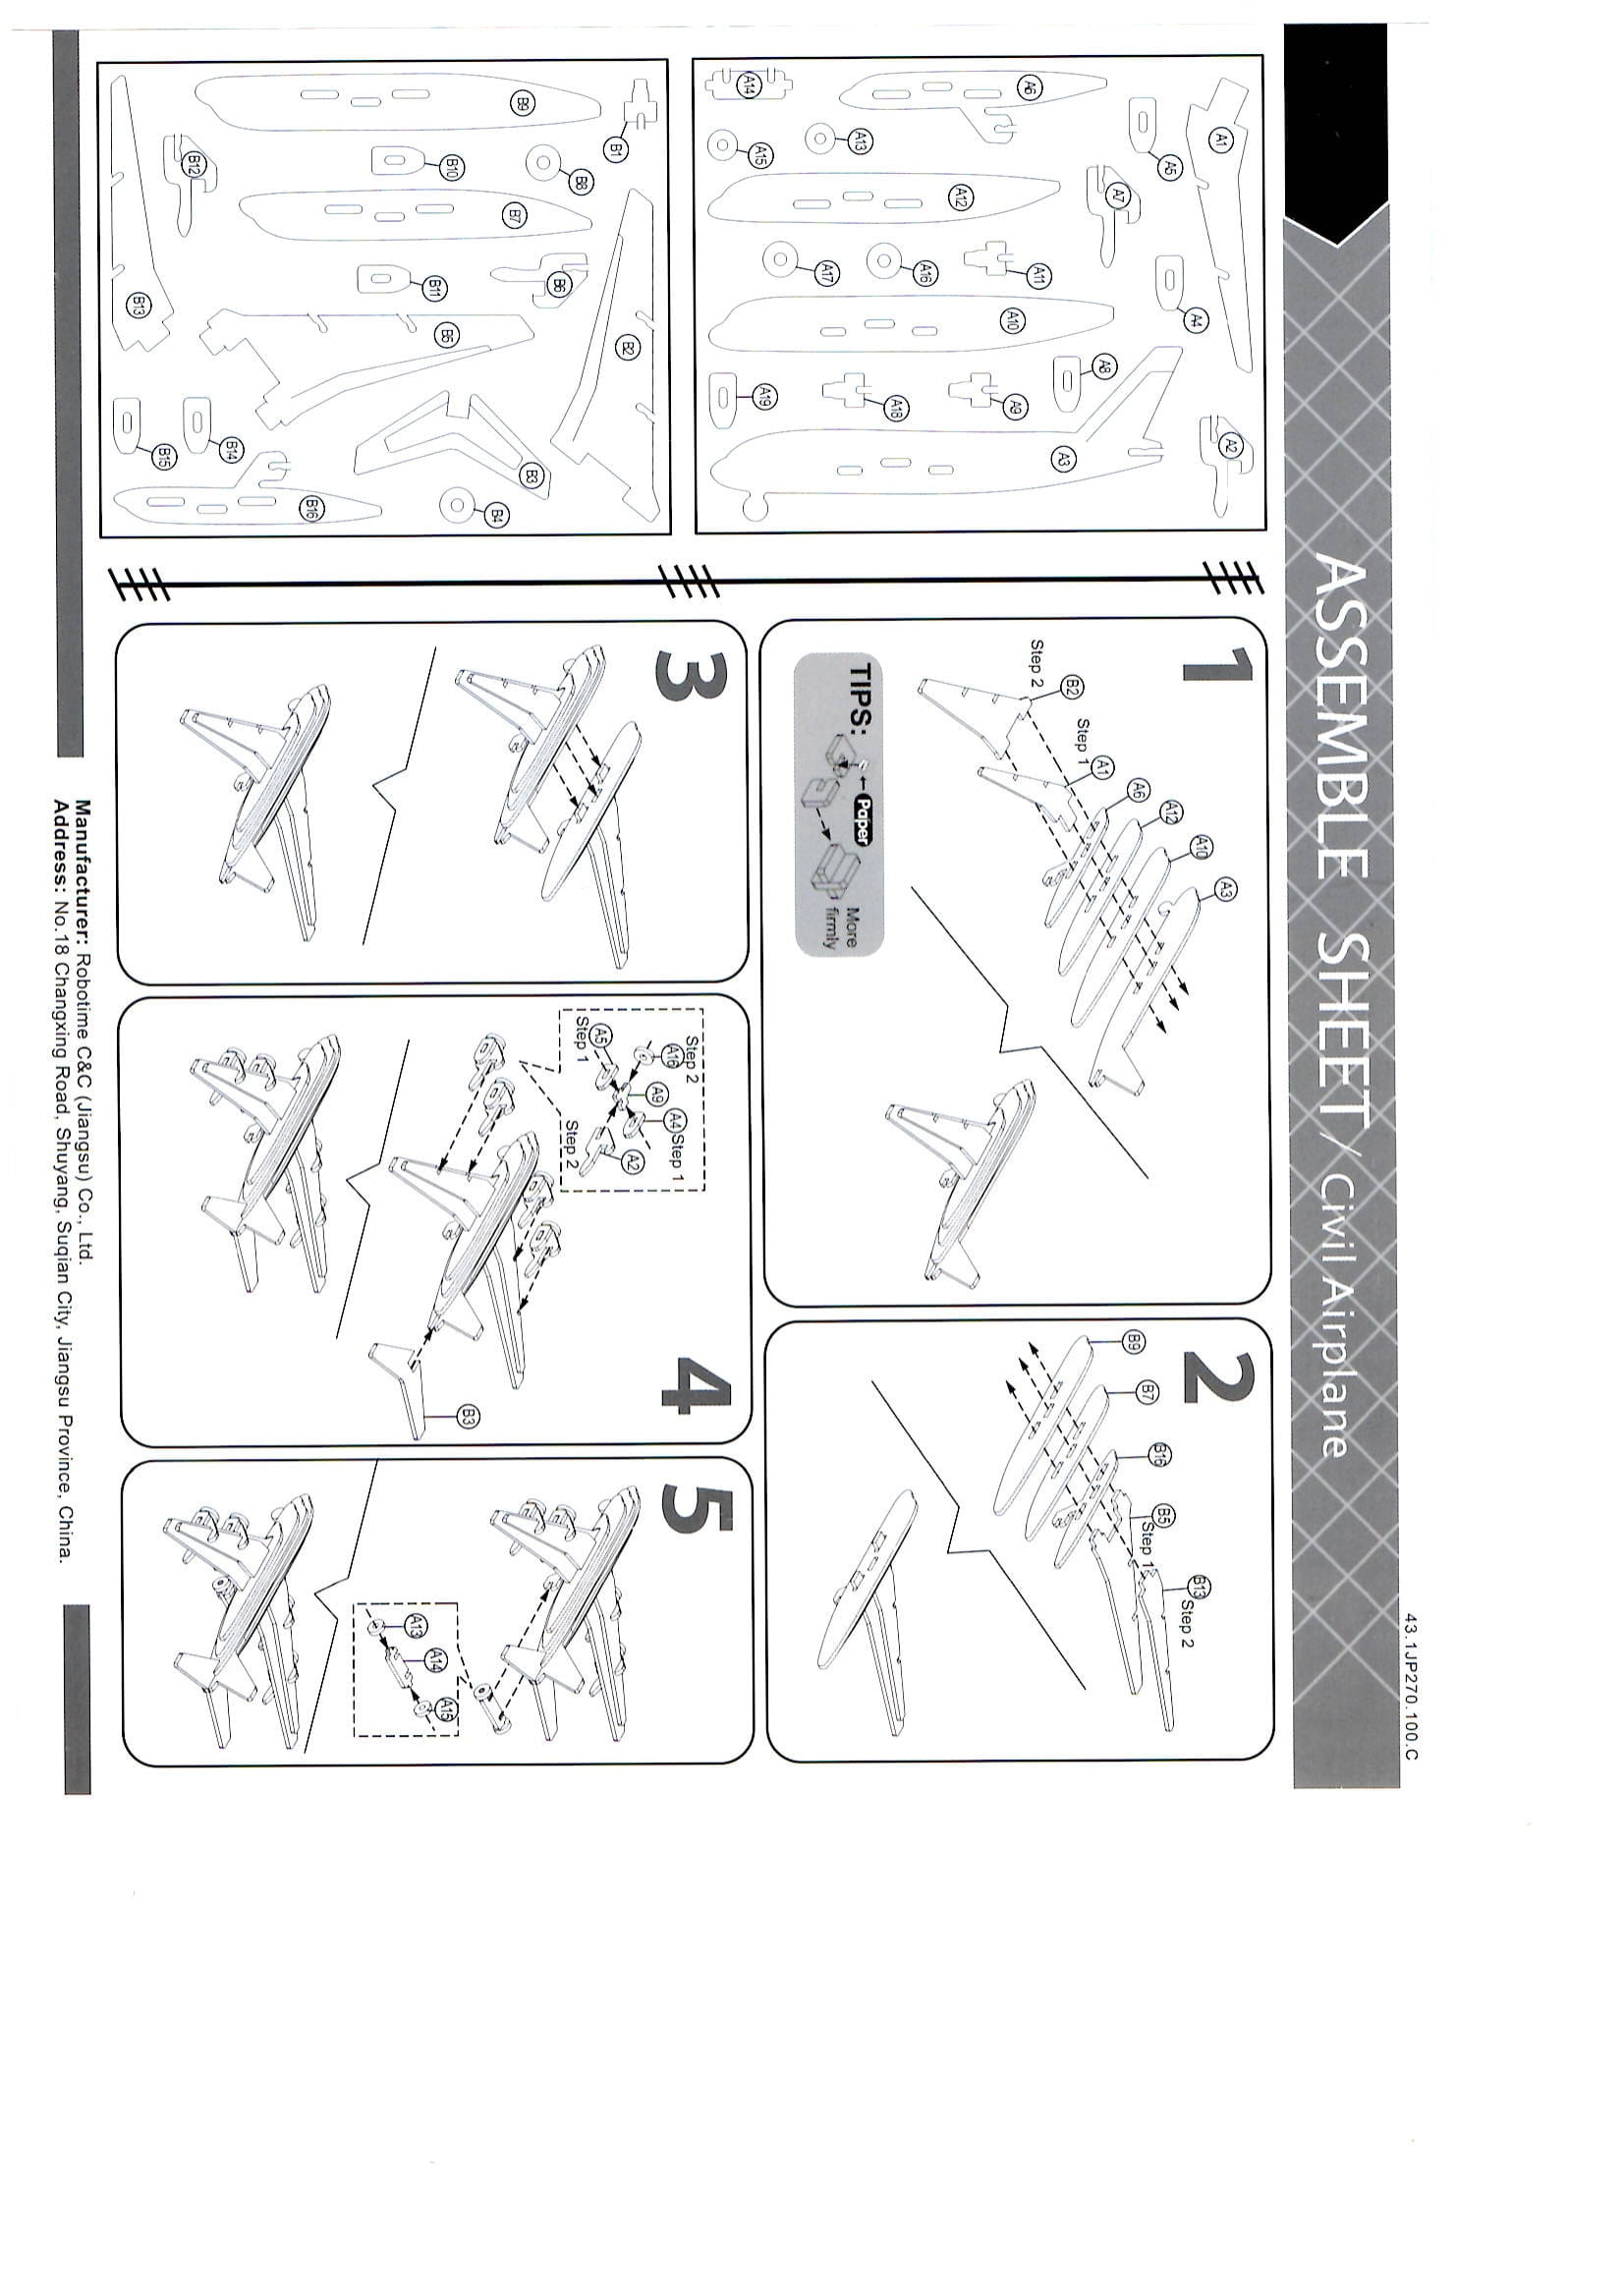 43.1JP270.100.C
ASSEMBLE SHEET / Civil Airplane
A1
A2
A4
A5
A7
A8
A3
A6
A11
A10
A9
A12
A16
A18
A13
A17
A14
A15
A19
B1
B2
B8
B6
B9
B7
B3
B4
B10
B5
B11
B16
B14
B12
B15
B13
1
A3
A10
A12
A6
A1
Step 1
B2
Step 2
TIPS:
Paper
More
firmly
2
B13
Step 2
B16
B5
Step 1
B7
B9
3
4
Step 2
A16
A4
Step 1
A9
A2
A5
Step 1
Step 2
B3
5
A15
A14
A13
Manufacturer: Robotime C&C (Jiangsu) Co., Ltd.
Address: No.18 Changxing Road, Shuyang, Suqian City, Jiangsu Province, China.